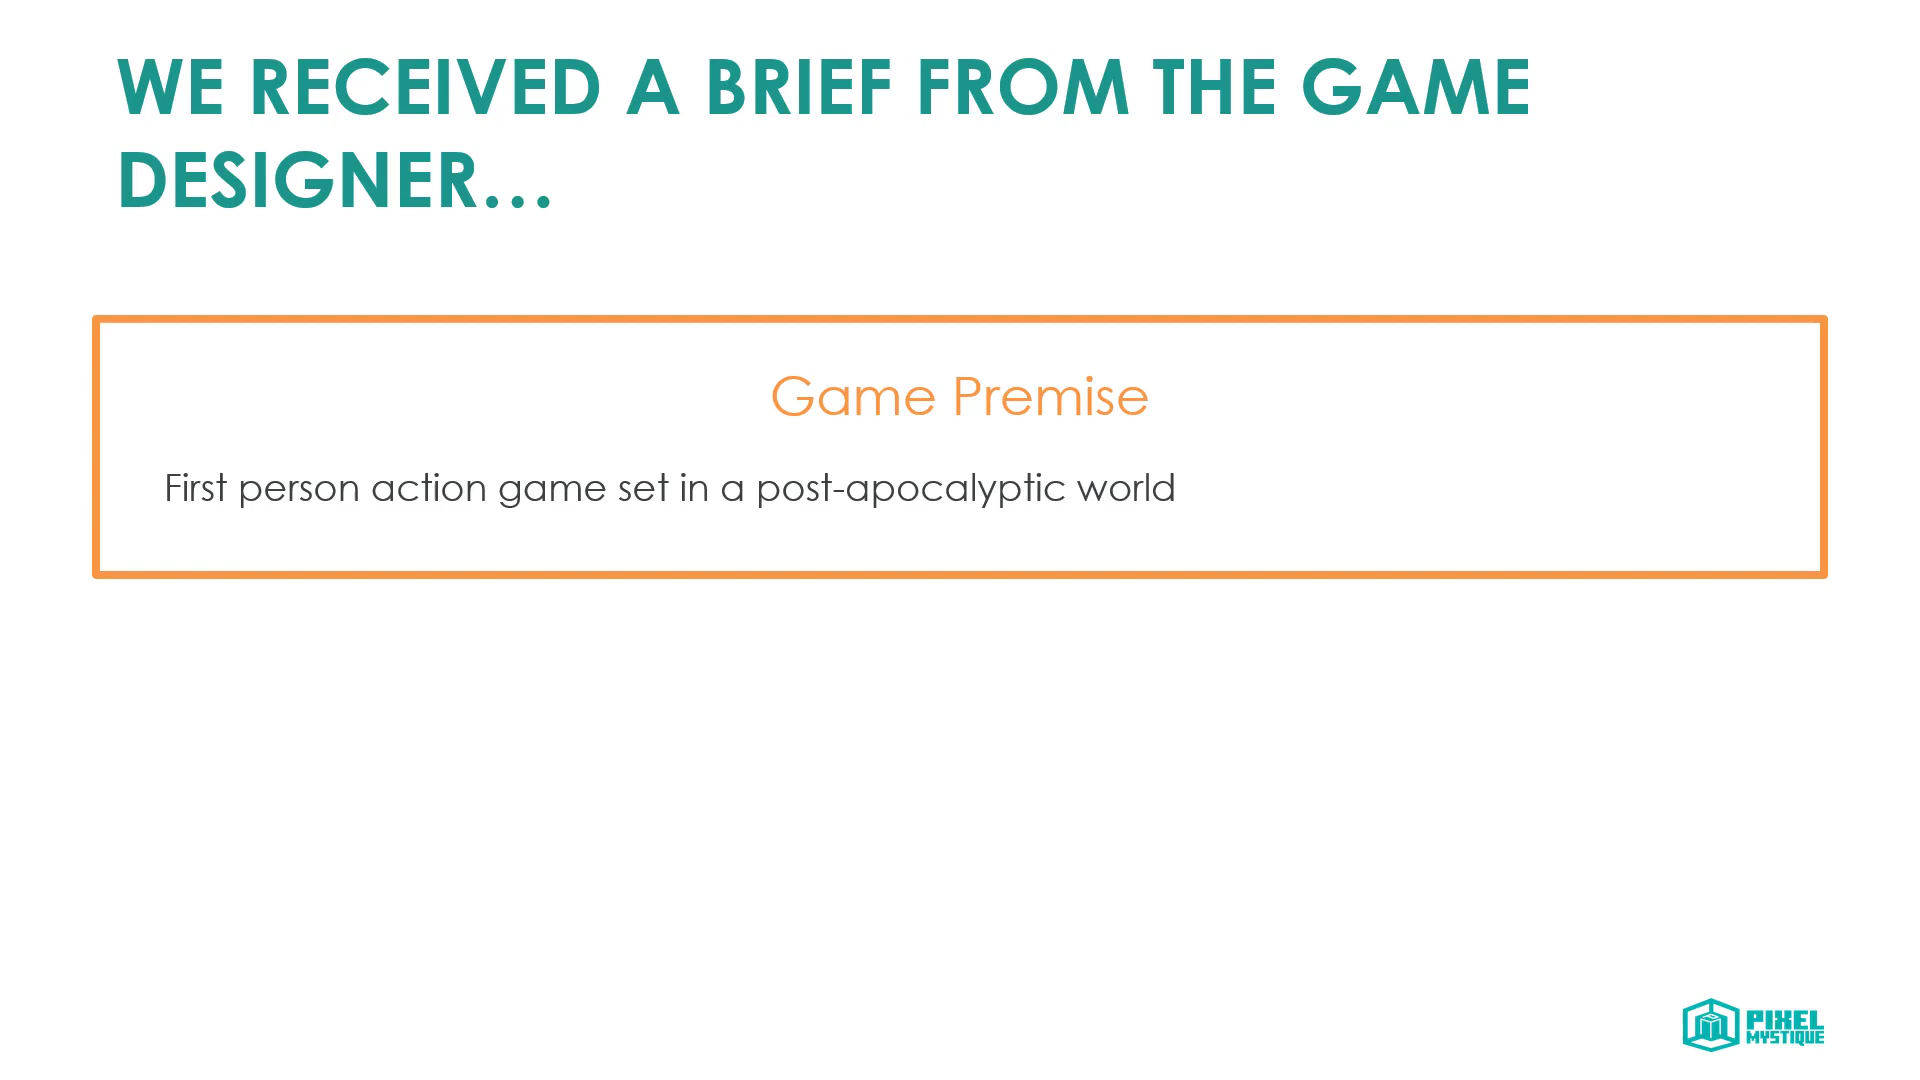 WE RECEIVED A BRIEF FROM THE GAME
DESIGNER…
Game Premise
First person action game set in a post-apocalyptic world
PIXEL
MYSTIQUE